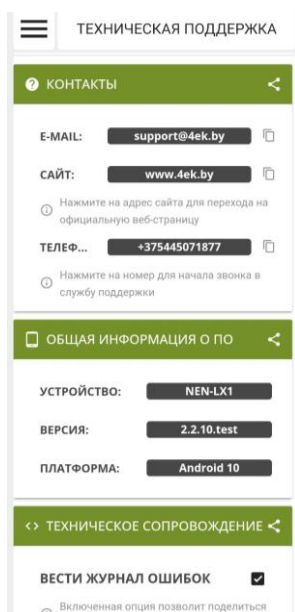 ТЕХНИЧЕСКАЯ ПОДДЕРЖКА
КОНТАКТЫ
E-MAIL: support@4ek.by
САЙТ: www.4ek.by
Нажмите на адрес сайта для перехода на
официальную веб-страницу
ТЕЛЕФ... +375445071877
Нажмите на номер для начала звонка в
службу поддержки
ОБЩАЯ ИНФОРМАЦИЯ О ПО
УСТРОЙСТВО: NEN-LX1
ВЕРСИЯ: 2.2.10.test
ПЛАТФОРМА: Android 10
ТЕХНИЧЕСКОЕ СОПРОВОЖДЕНИЕ
ВЕСТИ ЖУРНАЛ ОШИБОК
Включенная опция позволит поделиться